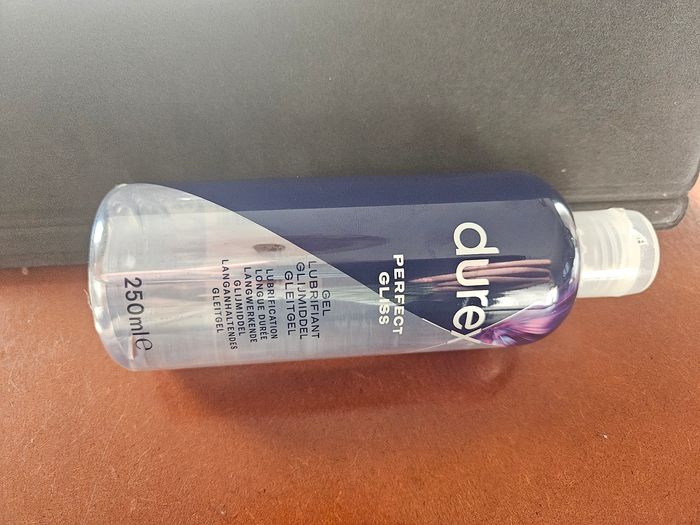 durex
PERFECT
GLISS
GEL
LUBRIFIANT
GLIJMIDDEL
GLEITGEL
LUBRIFICATION
LONGUE DURÉE
LANGWERKENDE
GLIJMIDDEL
LANGANHALTENDES
GLEITGEL
250ml℮